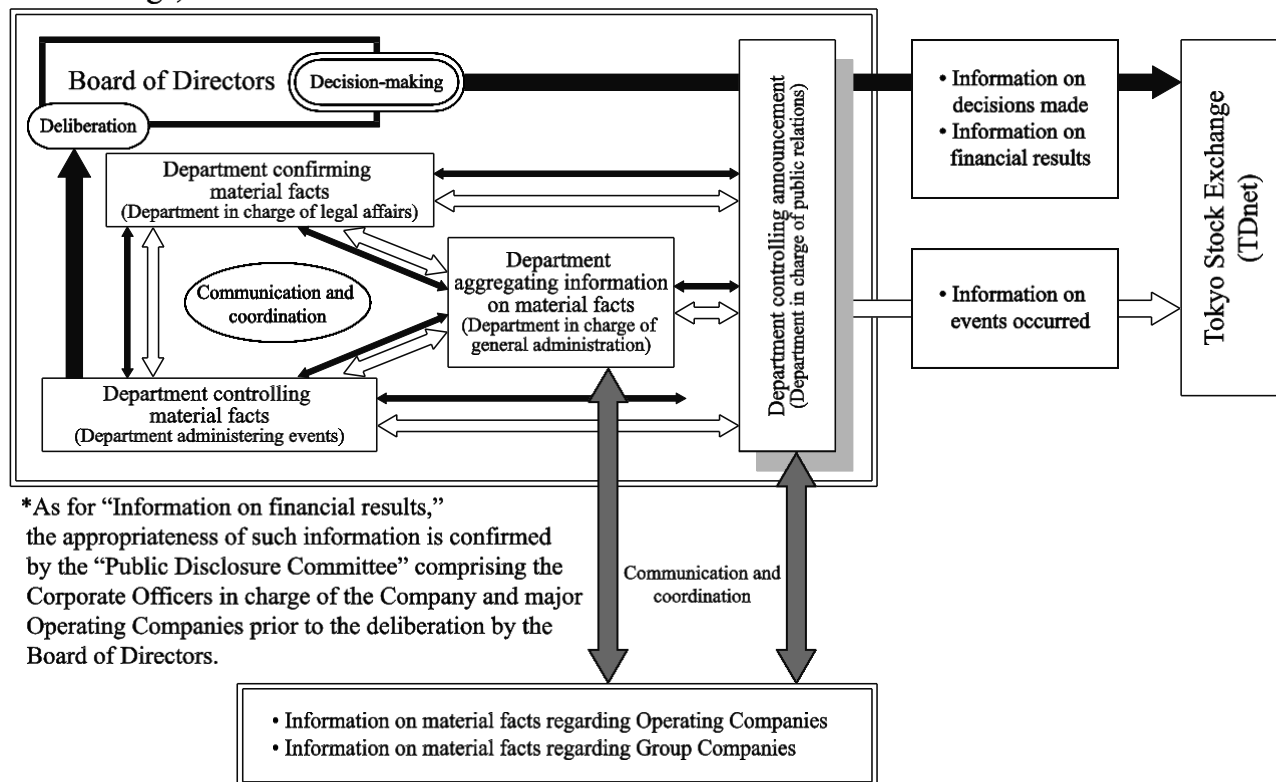 Board of Directors
Decision-making
Deliberation
Department confirming
material facts
(Department in charge of legal affairs)
Communication and
coordination
Department
aggregating information
on material facts
(Department in charge of
general administration)
Department controlling
material facts
(Department administering events)
Department controlling announcement
(Department in charge of public relations)
• Information on
decisions made
• Information on
financial results
• Information on
events occurred
Tokyo Stock Exchange
(TDnet)
*As for “Information on financial results,”
the appropriateness of such information is confirmed
by the “Public Disclosure Committee” comprising the
Corporate Officers in charge of the Company and major
Operating Companies prior to the deliberation by the
Board of Directors.
Communication and
coordination
• Information on material facts regarding Operating Companies
• Information on material facts regarding Group Companies